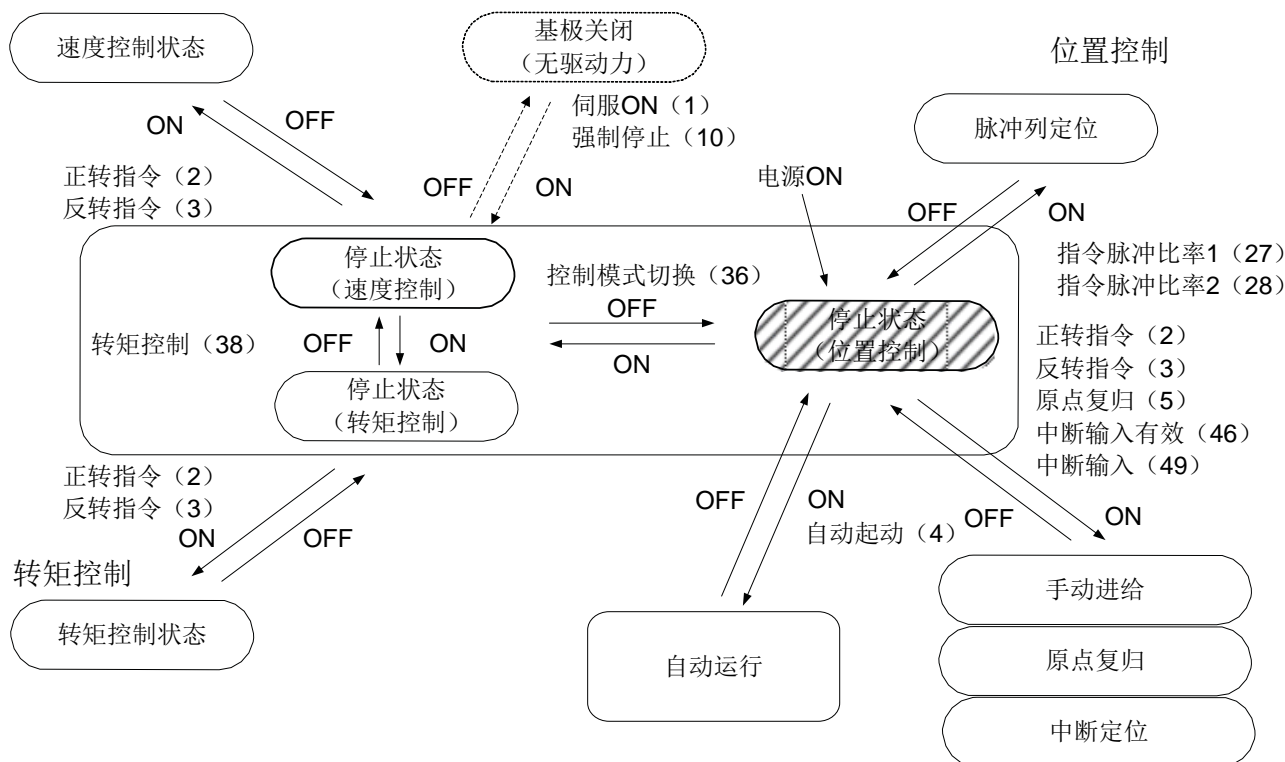 速度控制状态
基极关闭
（无驱动力）
位置控制
ON
OFF
伺服ON（1）
强制停止（10）
脉冲列定位
正转指令（2）
反转指令（3）
OFF
ON
电源ON
OFF
ON
停止状态
（速度控制）
控制模式切换（36）
OFF
ON
指令脉冲比率1（27）
指令脉冲比率2（28）
转矩控制（38）
OFF
ON
停止状态
（位置控制）
正转指令（2）
反转指令（3）
原点复归（5）
中断输入有效（46）
中断输入（49）
停止状态
（转矩控制）
正转指令（2）
反转指令（3）
ON
OFF
OFF
ON
自动起动（4）
OFF
ON
转矩控制
转矩控制状态
自动运行
手动进给
原点复归
中断定位